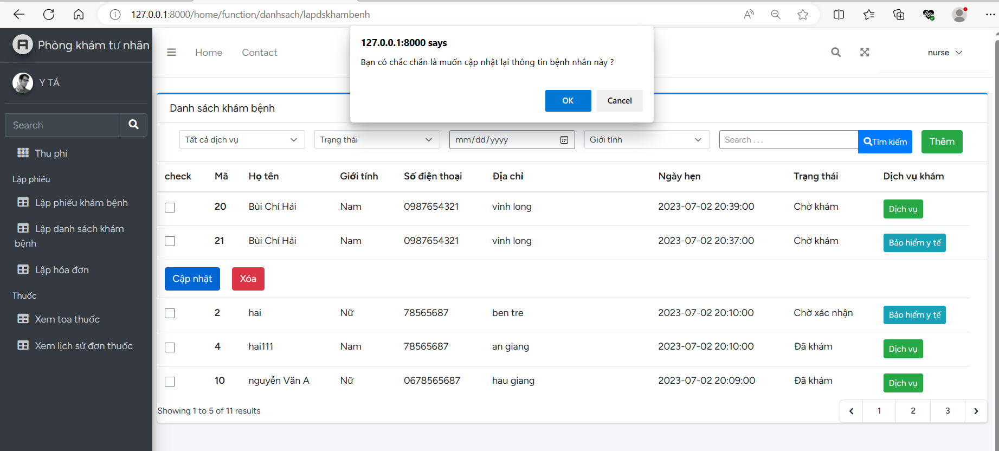 127.0.0.1:8000/home/function/danhsach/lapdskhambenh
Phòng khám tư nhân
Y TÁ
Search
Thu phí
Lập phiếu
Lập phiếu khám bệnh
Lập danh sách khám
bệnh
Lập hóa đơn
Thuốc
Xem toa thuốc
Xem lịch sử đơn thuốc
Home Contact
nurse
127.0.0.1:8000 says
Bạn có chắc chắn là muốn cập nhật lại thông tin bệnh nhân này ?
OK Cancel
Danh sách khám bệnh
Tất cả dịch vụ Trạng thái mm/dd/yyyy Giới tính Search . . . Tìm kiếm Thêm
check Mã Họ tên Giới tính Số điện thoại Địa chỉ Ngày hẹn Trạng thái Dịch vụ khám
20 Bùi Chí Hải Nam 0987654321 vinh long 2023-07-02 20:39:00 Chờ khám Dịch vụ
21 Bùi Chí Hải Nam 0987654321 vinh long 2023-07-02 20:37:00 Chờ khám Bảo hiểm y tế
Cập nhật Xóa
2 hai Nữ 78565687 ben tre 2023-07-02 20:10:00 Chờ xác nhận Bảo hiểm y tế
4 hai111 Nam 78565687 an giang 2023-07-02 20:10:00 Đã khám Dịch vụ
10 nguyễn Văn A Nữ 0678565687 hau giang 2023-07-02 20:09:00 Đã khám Dịch vụ
Showing 1 to 5 of 11 results
1 2 3